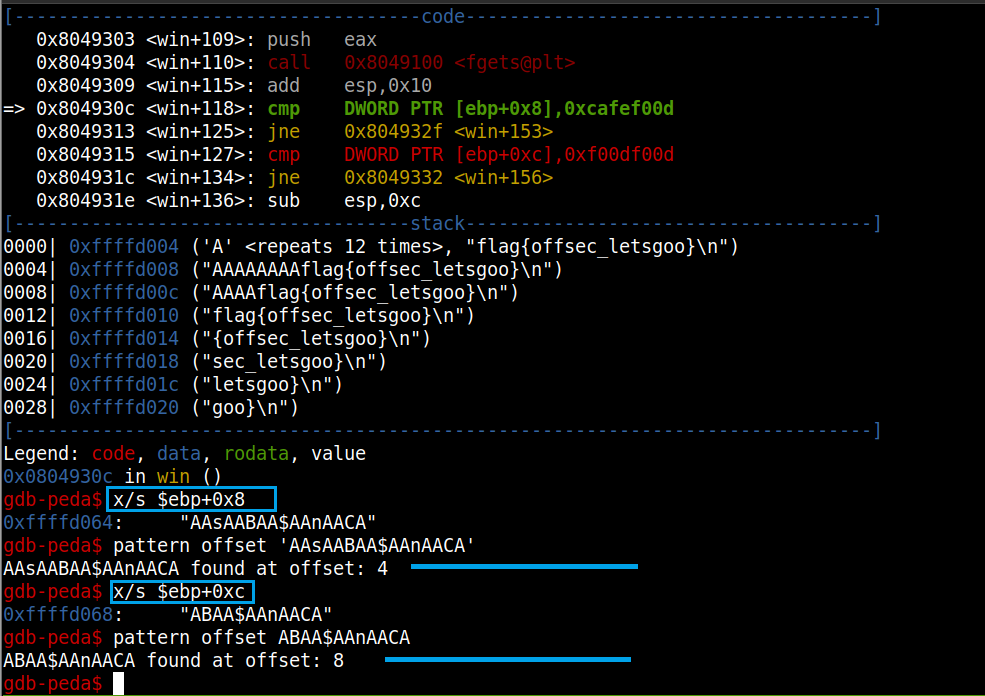 [-------------------------------------code-------------------------------------]
   0x8049303 <win+109>: push   eax
   0x8049304 <win+110>: call   0x8049100 <fgets@plt>
   0x8049309 <win+115>: add    esp,0x10
=> 0x804930c <win+118>: cmp    DWORD PTR [ebp+0x8],0xcafef00d
   0x8049313 <win+125>: jne    0x804932f <win+153>
   0x8049315 <win+127>: cmp    DWORD PTR [ebp+0xc],0xf00df00d
   0x804931c <win+134>: jne    0x8049332 <win+156>
   0x804931e <win+136>: sub    esp,0xc
[------------------------------------stack-------------------------------------]
0000| 0xffffd004 ('A' <repeats 12 times>, "flag{offsec_letsgoo}\n")
0004| 0xffffd008 ("AAAAAAAAflag{offsec_letsgoo}\n")
0008| 0xffffd00c ("AAAAflag{offsec_letsgoo}\n")
0012| 0xffffd010 ("flag{offsec_letsgoo}\n")
0016| 0xffffd014 ("{offsec_letsgoo}\n")
0020| 0xffffd018 ("sec_letsgoo}\n")
0024| 0xffffd01c ("letsgoo}\n")
0028| 0xffffd020 ("goo}\n")
[------------------------------------------------------------------------------]
Legend: code, data, rodata, value
0x0804930c in win ()
gdb-peda$ x/s $ebp+0x8
0xffffd064:     "AAsAABAA$AAnAACA"
gdb-peda$ pattern offset 'AAsAABAA$AAnAACA'
AAsAABAA$AAnAACA found at offset: 4
gdb-peda$ x/s $ebp+0xc
0xffffd068:     "ABAA$AAnAACA"
gdb-peda$ pattern offset ABAA$AAnAACA
ABAA$AAnAACA found at offset: 8
gdb-peda$